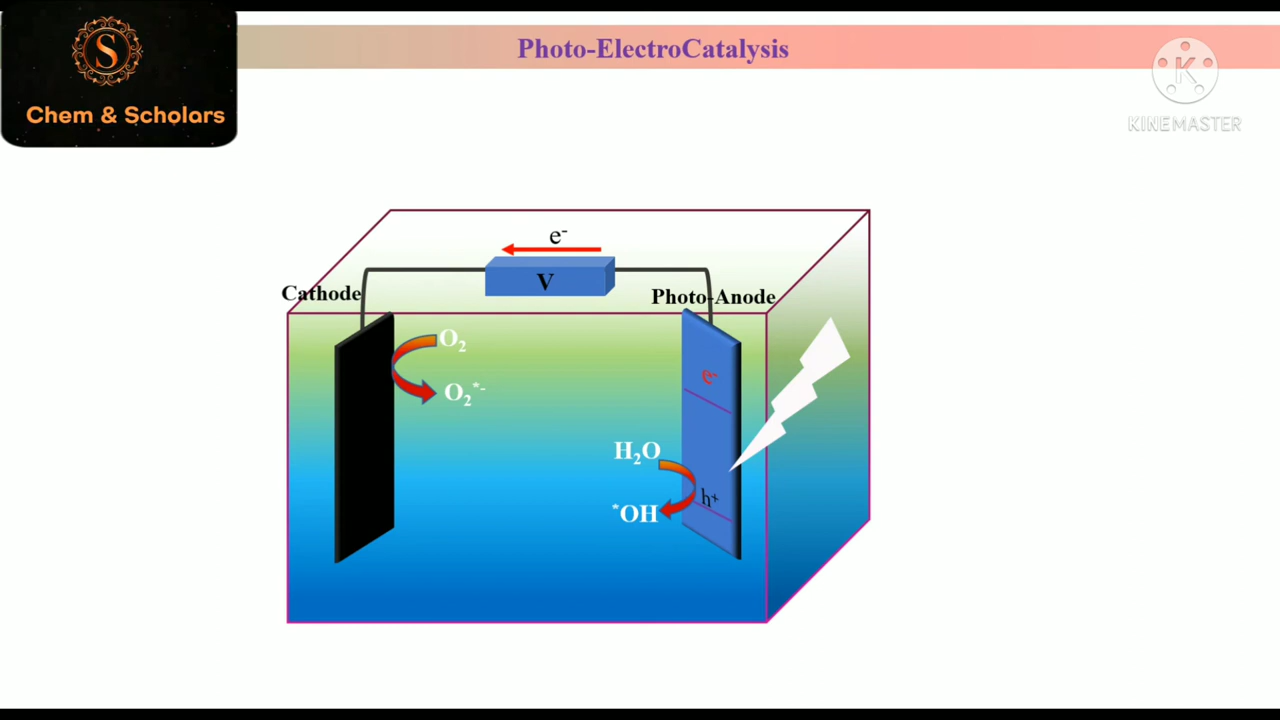 Photo-ElectroCatalysis
S
Chem & Scholars
K
KINEMASTER
e⁻
V
Cathode
Photo-Anode
O₂
O₂*⁻
e⁻
H₂O
h⁺
*OH